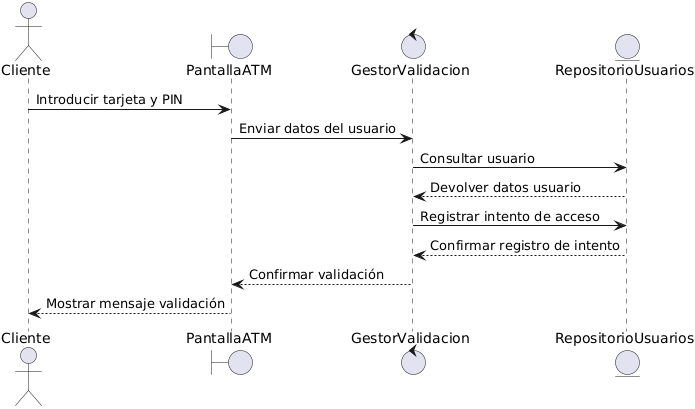 Cliente
PantallaATM
GestorValidacion
RepositorioUsuarios
Introducir tarjeta y PIN
Enviar datos del usuario
Consultar usuario
Devolver datos usuario
Registrar intento de acceso
Confirmar registro de intento
Confirmar validación
Mostrar mensaje validación
Cliente
PantallaATM
GestorValidacion
RepositorioUsuarios